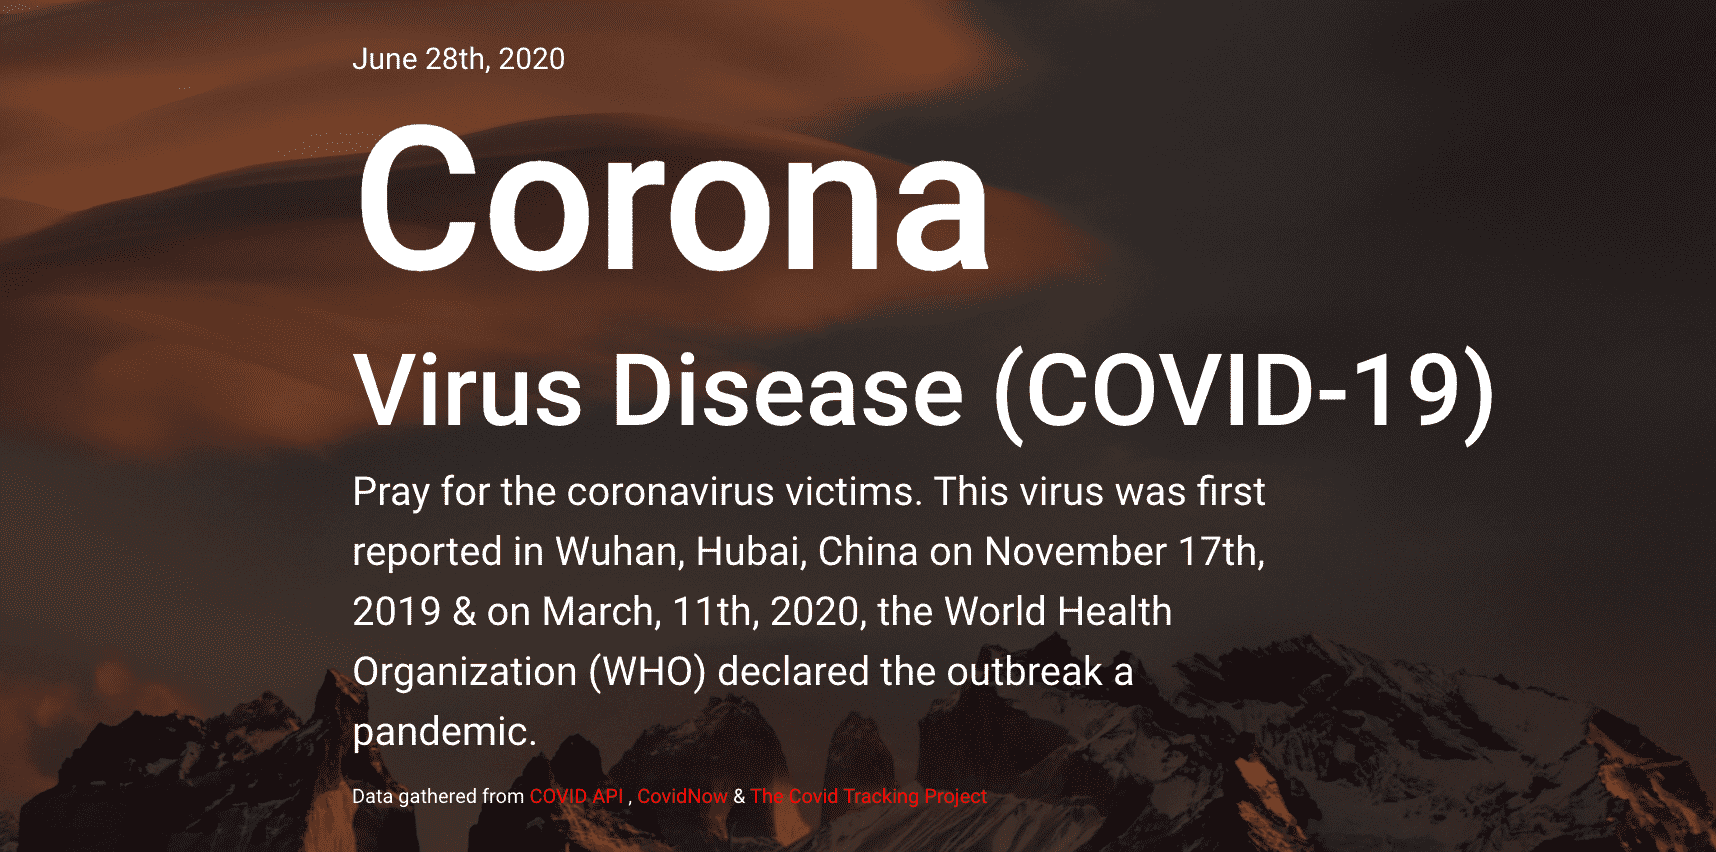 June 28th, 2020
Corona
Virus Disease (COVID-19)
Pray for the coronavirus victims. This virus was first
reported in Wuhan, Hubai, China on November 17th,
2019 & on March, 11th, 2020, the World Health
Organization (WHO) declared the outbreak a
pandemic.
Data gathered from COVID API , CovidNow & The Covid Tracking Project